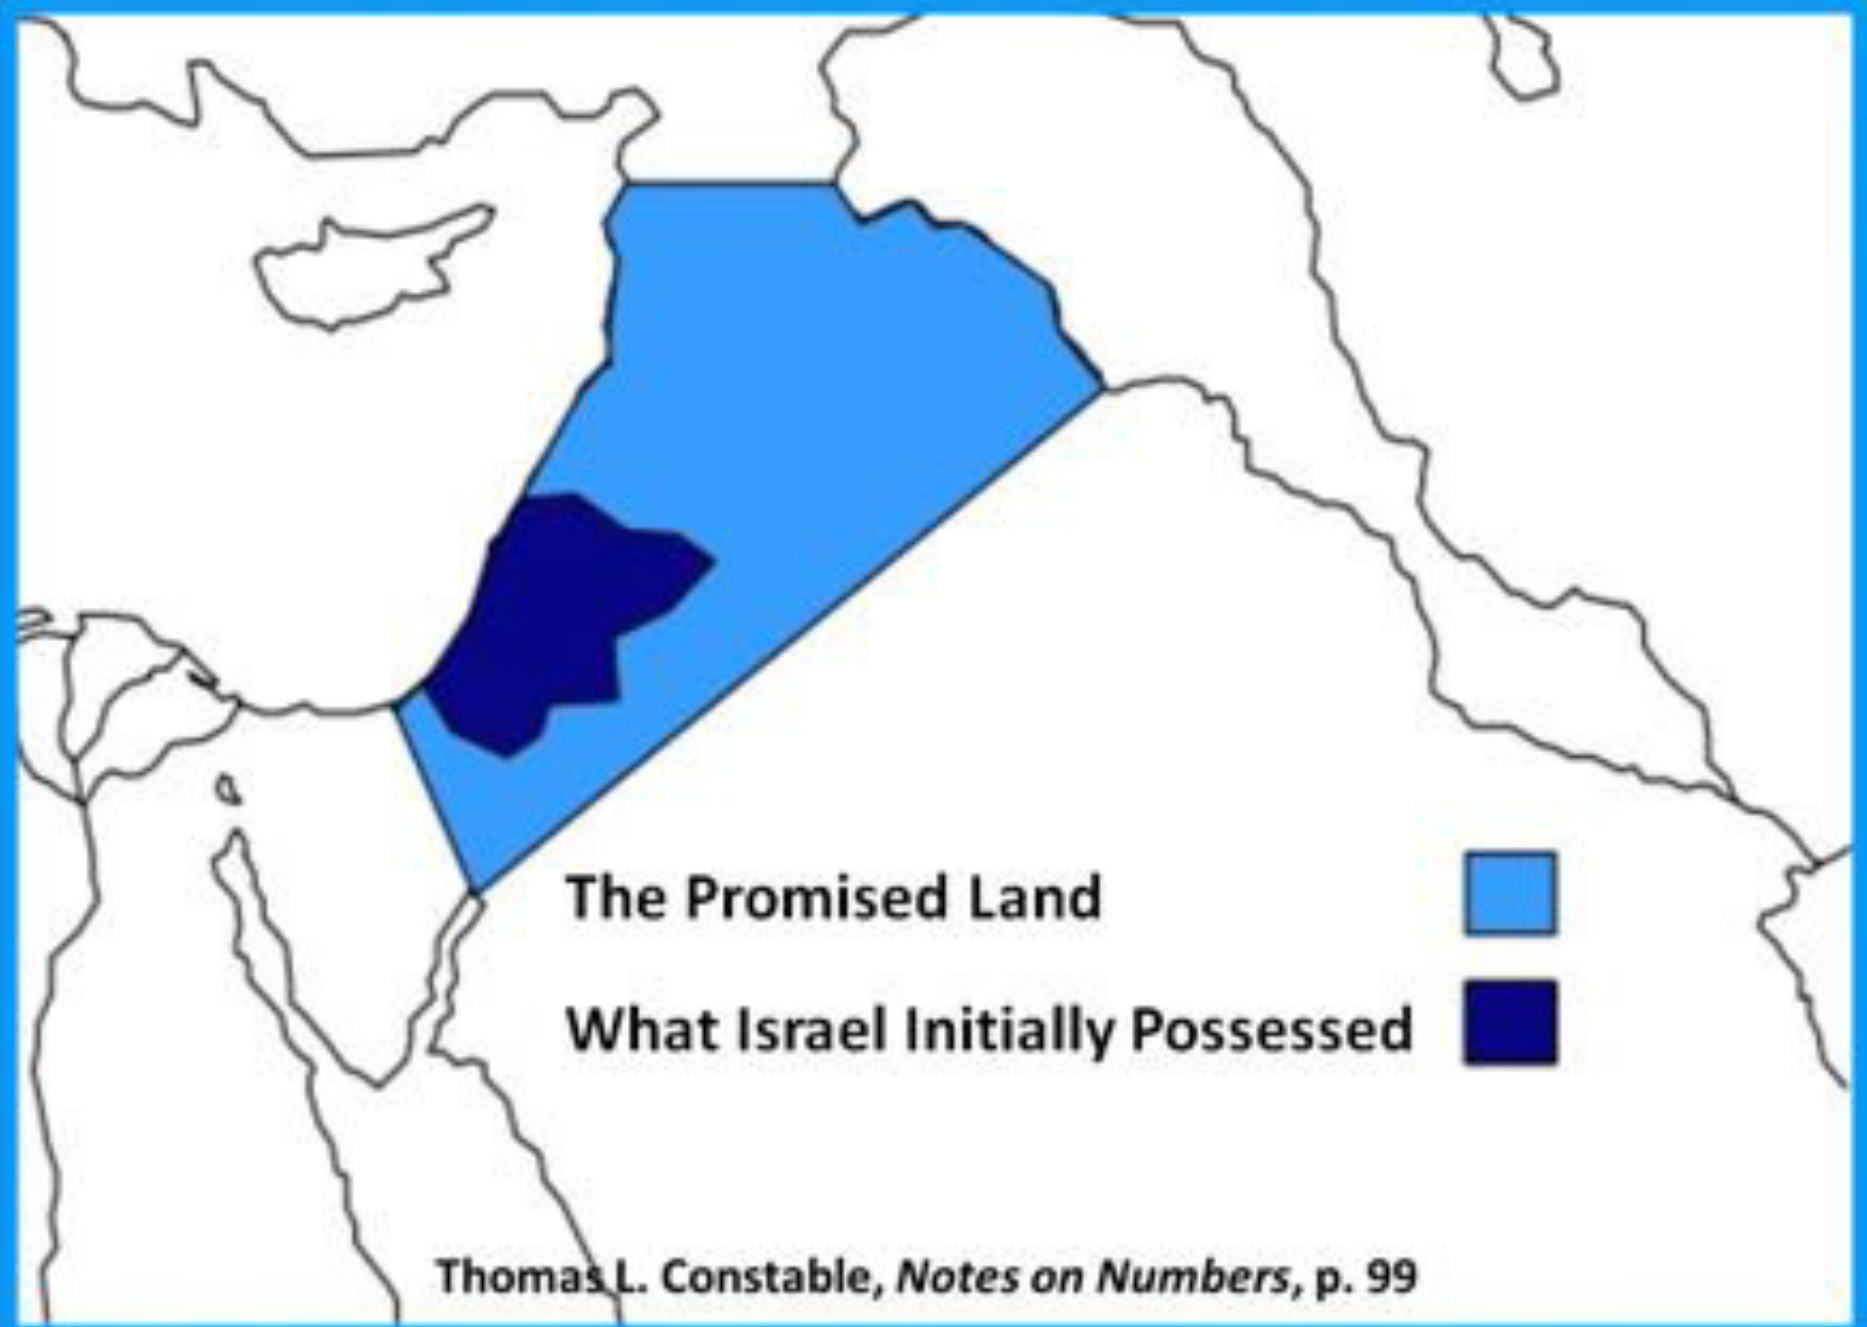 The Promised Land
What Israel Initially Possessed
Thomas L. Constable, Notes on Numbers, p. 99